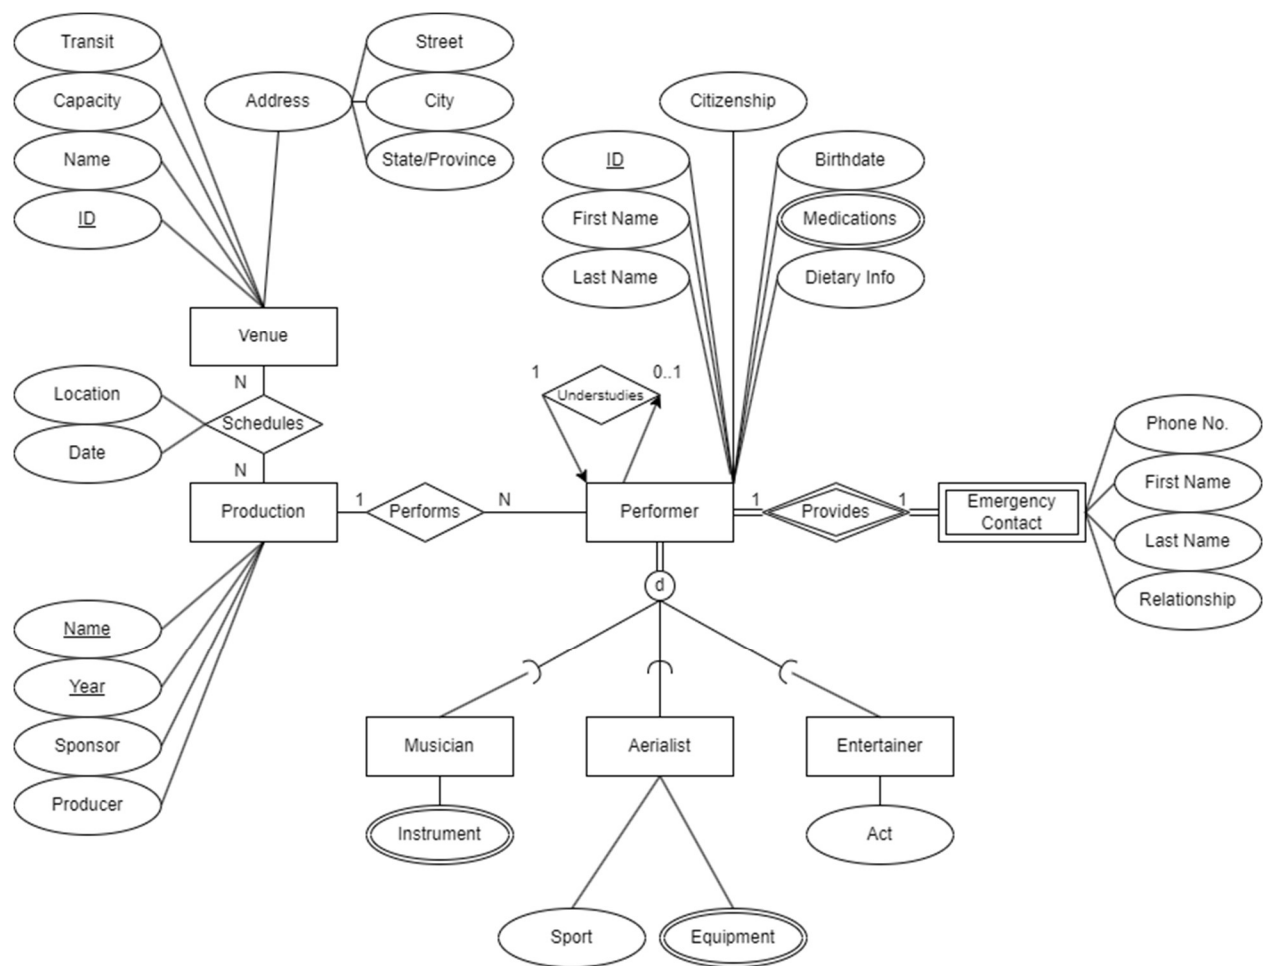 Transit
Street
Address
Capacity
City
Citizenship
Name
State/Province
ID
Birthdate
ID
First Name
Medications
Last Name
Dietary Info
Venue
1
0..1
N
Location
Understudies
Schedules
Phone No.
Date
N
First Name
Production
1
Performs
N
Performer
1
Provides
1
Emergency
Contact
Last Name
d
Relationship
Name
Year
Sponsor
Musician
Aerialist
Entertainer
Producer
Instrument
Act
Sport
Equipment